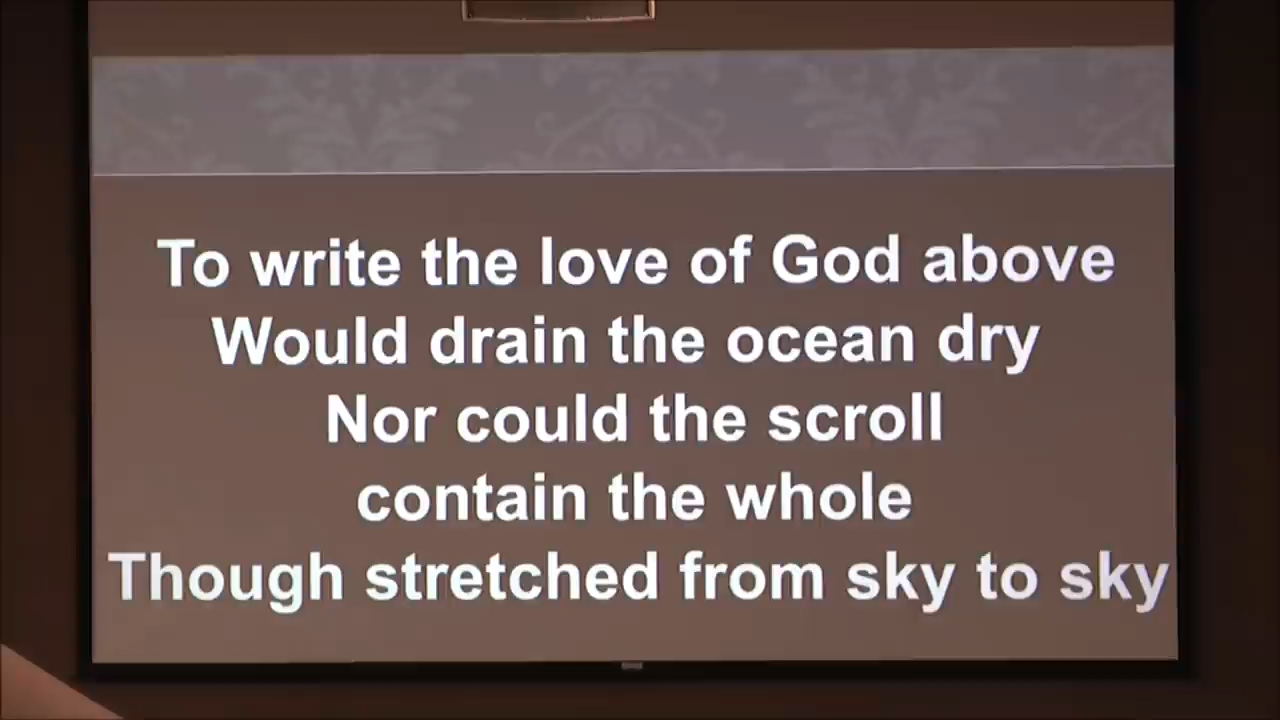 To write the love of God above
Would drain the ocean dry
Nor could the scroll
contain the whole
Though stretched from sky to sky